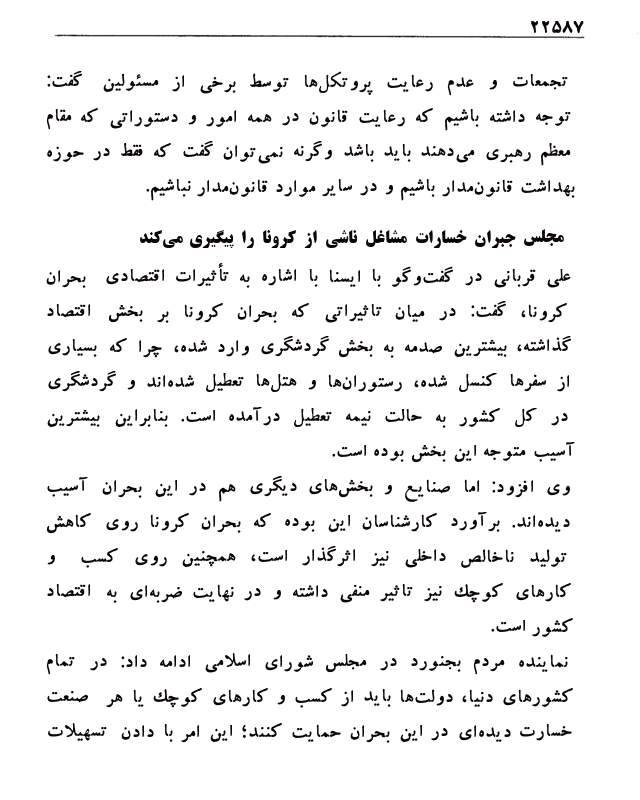 ۲۲۵۸۷
تجمعات و عدم رعایت پروتکل‌ها توسط برخی از مسئولین گفت:
توجه داشته باشیم که رعایت قانون در همه امور و دستوراتی که مقام
معظم رهبری می‌دهند باید باشد وگرنه نمی‌توان گفت که فقط در حوزه
بهداشت قانون‌مدار باشیم و در سایر موارد قانون‌مدار نباشیم.
مجلس جبران خسارات مشاغل ناشی از کرونا را پیگیری می‌کند
علی قربانی در گفت‌وگو با ایسنا با اشاره به تأثیرات اقتصادی بحران
کرونا، گفت: در میان تاثیراتی که بحران کرونا بر بخش اقتصاد
گذاشته، بیشترین صدمه به بخش گردشگری وارد شده، چرا که بسیاری
از سفرها کنسل شده، رستوران‌ها و هتل‌ها تعطیل شده‌اند و گردشگری
در کل کشور به حالت نیمه تعطیل درآمده است. بنابراین بیشترین
آسیب متوجه این بخش بوده است.
وی افزود: اما صنایع و بخش‌های دیگری هم در این بحران آسیب
دیده‌اند. برآورد کارشناسان این بوده که بحران کرونا روی کاهش
تولید ناخالص داخلی نیز اثرگذار است، همچنین روی کسب و
کارهای کوچك نیز تاثیر منفی داشته و در نهایت ضربه‌ای به اقتصاد
کشور است.
نماینده مردم بجنورد در مجلس شورای اسلامی ادامه داد: در تمام
کشورهای دنیا، دولت‌ها باید از کسب و کارهای کوچك یا هر صنعت
خسارت دیده‌ای در این بحران حمایت کنند؛ این امر با دادن تسهیلات